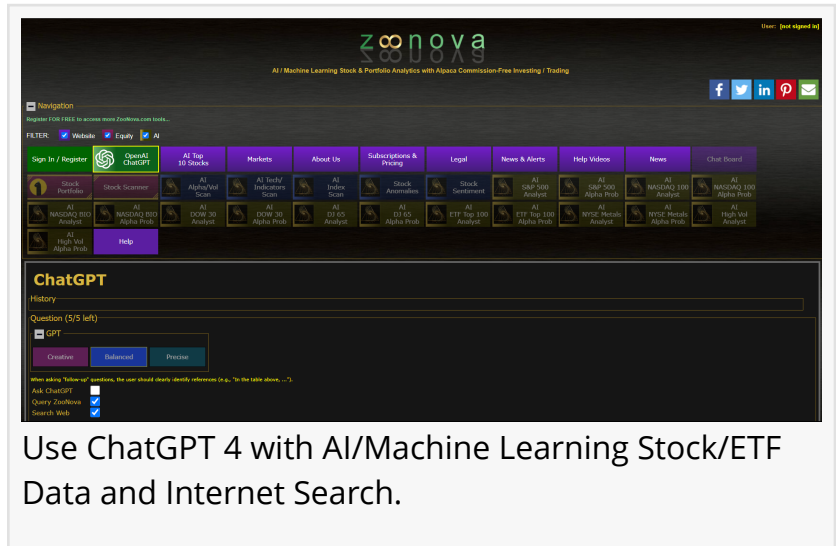 User: [not signed in]
zoonova
AI / Machine Learning Stock & Portfolio Analytics with Alpaca Commission-Free Investing / Trading
Navigation
Register FOR FREE to access more ZooNova.com tools...
FILTER: Website Equity AI
Sign In / Register
OpenAI
ChatGPT
AI Top
10 Stocks
Markets
About Us
Subscriptions &
Pricing
Legal
News & Alerts
Help Videos
News
Chat Board
Stock
Portfolio
Stock Scanner
AI
Alpha/Vol
Scan
AI Tech/
Indicators
Scan
AI
Index
Scan
Stock
Anomalies
Stock
Sentiment
AI
S&P 500
Analyst
AI
S&P 500
Alpha Prob
AI
NASDAQ 100
Analyst
AI
NASDAQ 100
Alpha Prob
AI
NASDAQ BIO
Analyst
AI
NASDAQ BIO
Alpha Prob
AI
DOW 30
Analyst
AI
DOW 30
Alpha Prob
AI
DJ 65
Analyst
AI
DJ 65
Alpha Prob
AI
ETF Top 100
Analyst
AI
ETF Top 100
Alpha Prob
AI
NYSE Metals
Analyst
AI
NYSE Metals
Alpha Prob
AI
High Vol
Analyst
AI
High Vol
Alpha Prob
Help
ChatGPT
History
Question (5/5 left)
GPT
Creative
Balanced
Precise
When asking "follow-up" questions, the user should clearly identify references (e.g., "In the table above, ...").
Ask ChatGPT
Query ZooNova
Search Web
Use ChatGPT 4 with AI/Machine Learning Stock/ETF
Data and Internet Search.